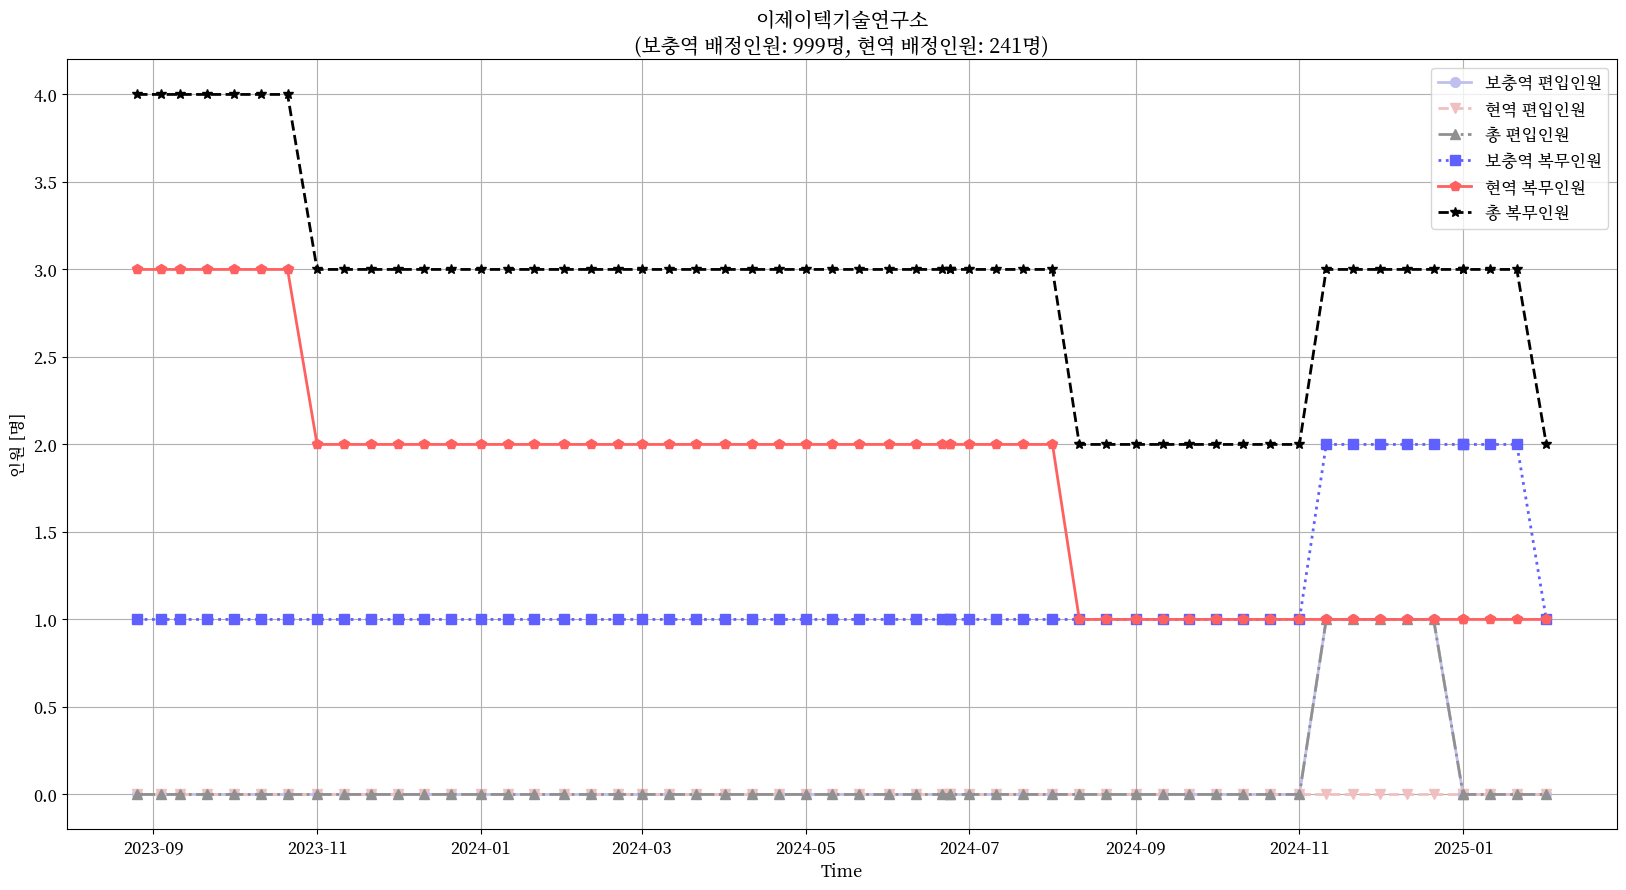 이제이텍기술연구소
(보충역 배정인원: 999명, 현역 배정인원: 241명)
보충역 편입인원
현역 편입인원
총 편입인원
보충역 복무인원
현역 복무인원
총 복무인원
인원 [명]
4.0
3.5
3.0
2.5
2.0
1.5
1.0
0.5
0.0
2023-09
2023-11
2024-01
2024-03
2024-05
2024-07
2024-09
2024-11
2025-01
Time